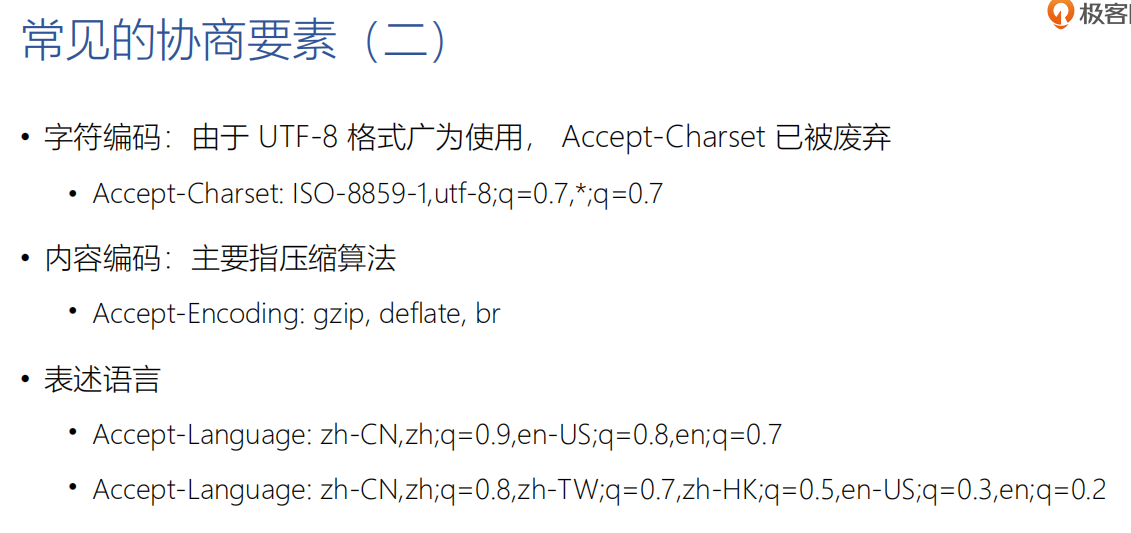 常见的协商要素（二）
极客
• 字符编码：由于 UTF-8 格式广为使用， Accept-Charset 已被废弃
• Accept-Charset: ISO-8859-1,utf-8;q=0.7,*;q=0.7
• 内容编码：主要指压缩算法
• Accept-Encoding: gzip, deflate, br
• 表述语言
• Accept-Language: zh-CN,zh;q=0.9,en-US;q=0.8,en;q=0.7
• Accept-Language: zh-CN,zh;q=0.8,zh-TW;q=0.7,zh-HK;q=0.5,en-US;q=0.3,en;q=0.2